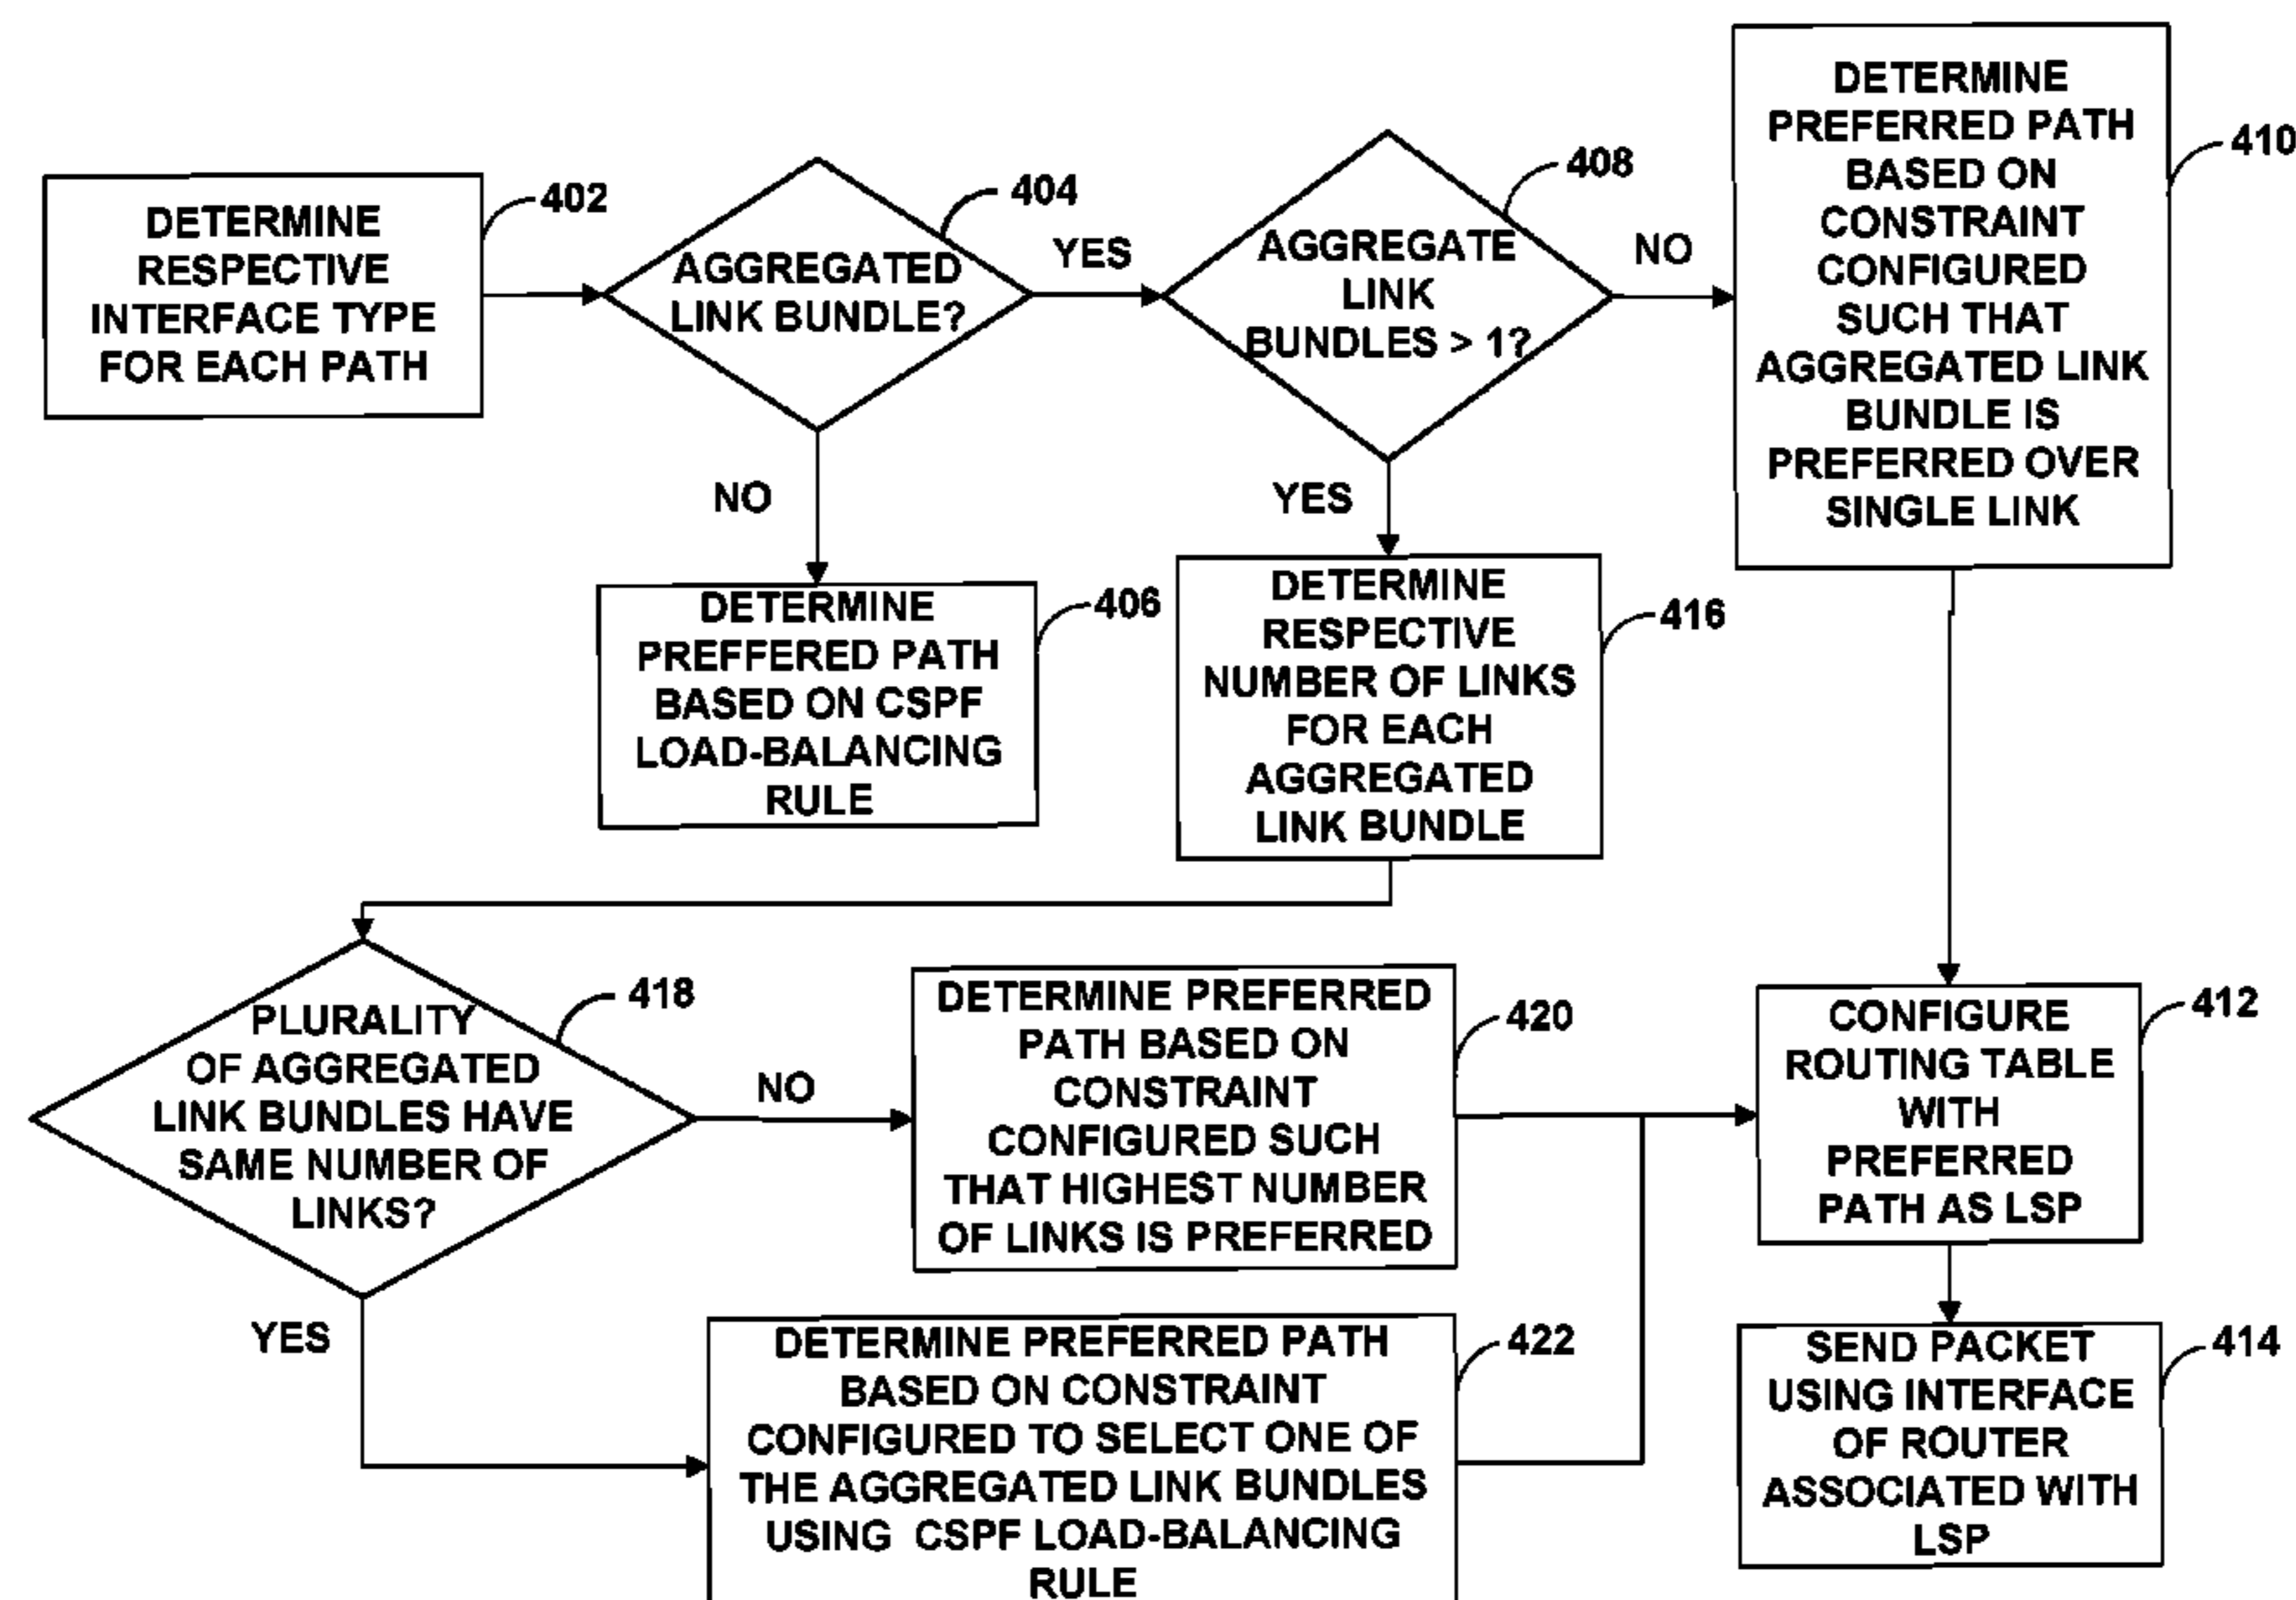 DETERMINE
RESPECTIVE
INTERFACE TYPE
FOR EACH PATH
402
AGGREGATED
LINK BUNDLE?
404
YES
NO
AGGREGATE
LINK
BUNDLES > 1?
408
NO
YES
DETERMINE
PREFERRED PATH
BASED ON
CONSTRAINT
CONFIGURED
SUCH THAT
AGGREGATED LINK
BUNDLE IS
PREFERRED OVER
SINGLE LINK
410
DETERMINE
PREFFERED PATH
BASED ON CSPF
LOAD-BALANCING
RULE
406
DETERMINE
RESPECTIVE
NUMBER OF LINKS
FOR EACH
AGGREGATED
LINK BUNDLE
416
PLURALITY
OF AGGREGATED
LINK BUNDLES HAVE
SAME NUMBER OF
LINKS?
418
NO
YES
DETERMINE PREFERRED
PATH BASED ON
CONSTRAINT
CONFIGURED SUCH
THAT HIGHEST NUMBER
OF LINKS IS PREFERRED
420
CONFIGURE
ROUTING TABLE
WITH
PREFERRED
PATH AS LSP
412
DETERMINE PREFERRED PATH
BASED ON CONSTRAINT
CONFIGURED TO SELECT ONE OF
THE AGGREGATED LINK BUNDLES
USING CSPF LOAD-BALANCING
RULE
422
SEND PACKET
USING INTERFACE
OF ROUTER
ASSOCIATED WITH
LSP
414